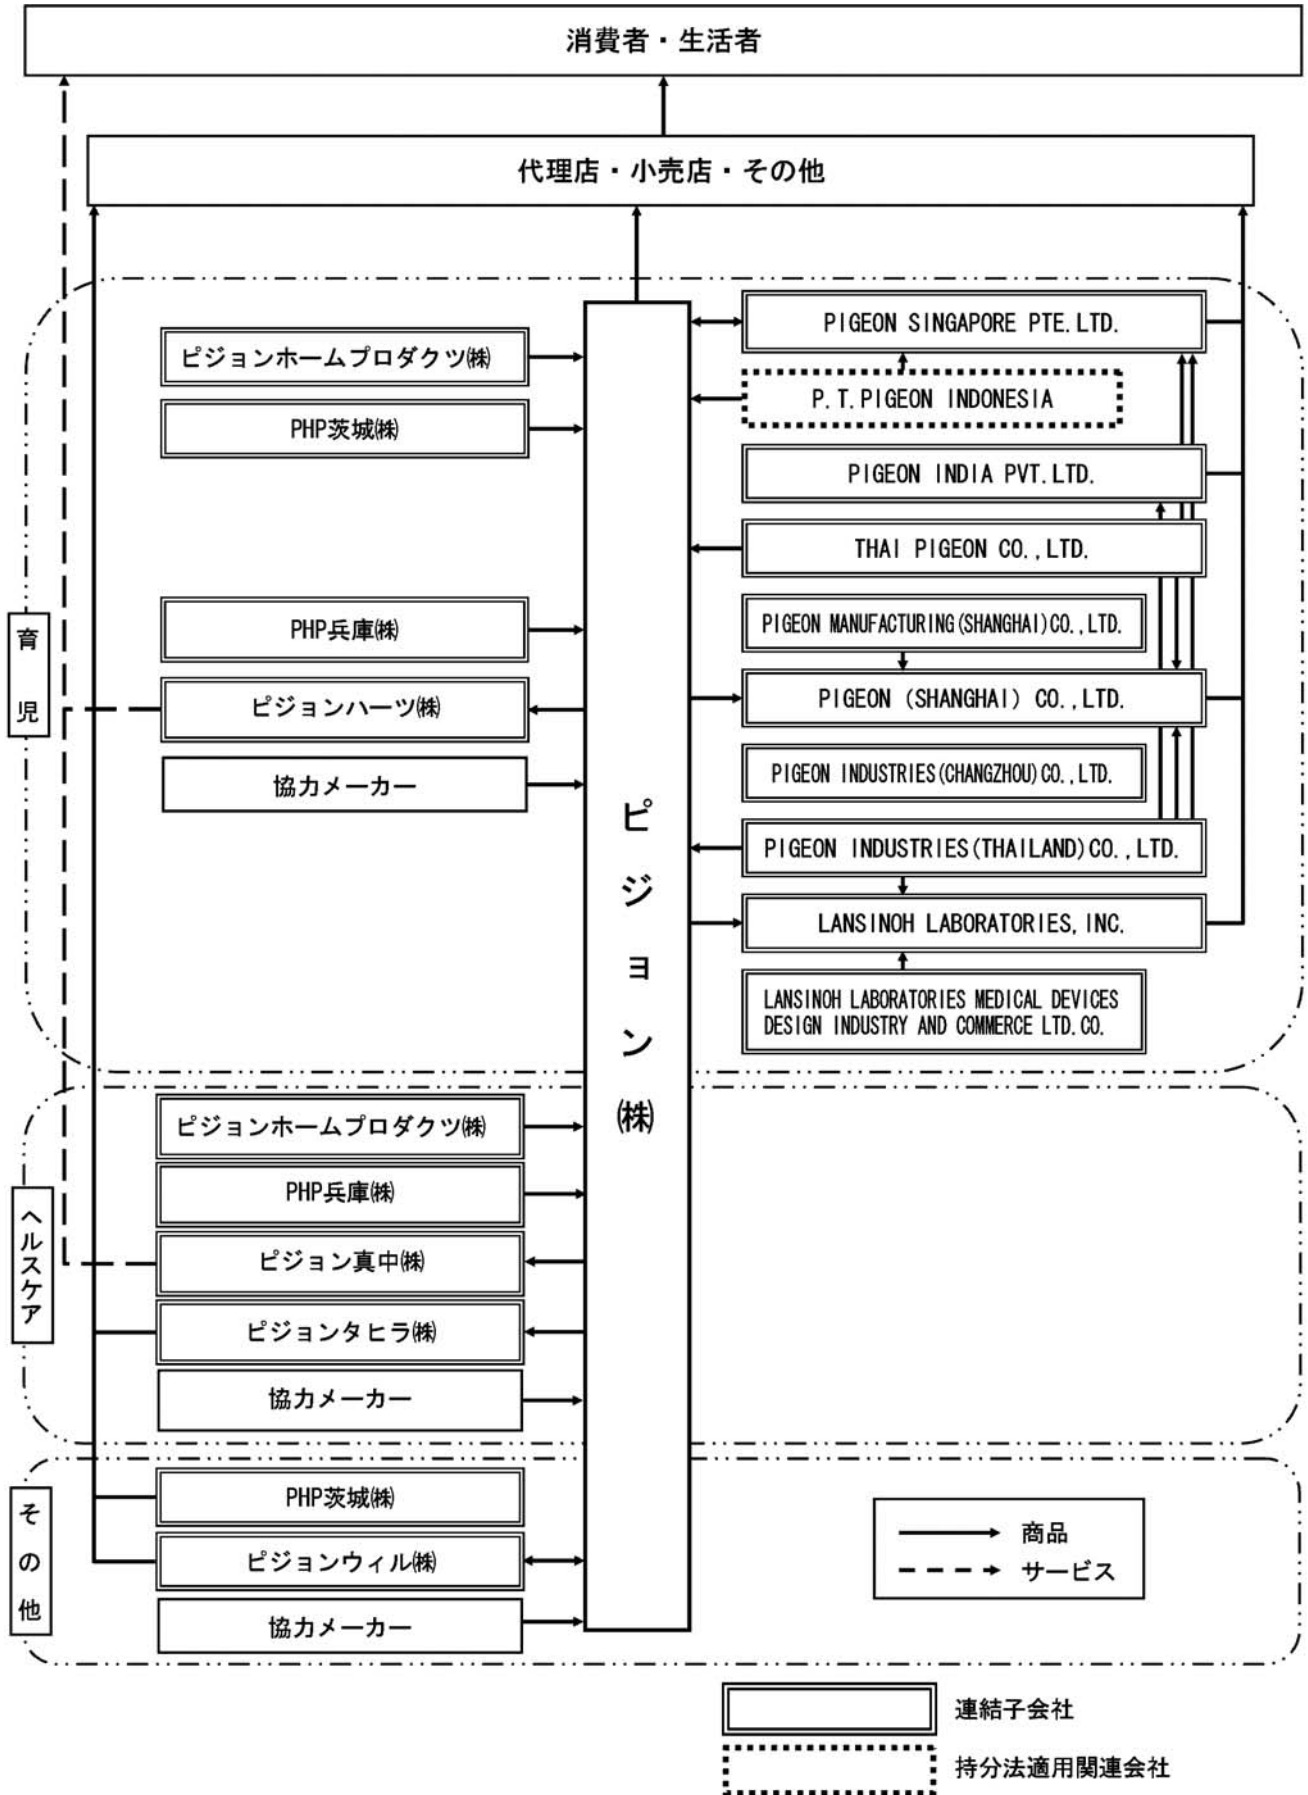 消費者・生活者
代理店・小売店・その他
育児
ピジョンホームプロダクツ㈱
PHP茨城㈱
PHP兵庫㈱
ピジョンハーツ㈱
協力メーカー
ピジョン㈱
PIGEON SINGAPORE PTE.LTD.
P.T.PIGEON INDONESIA
PIGEON INDIA PVT.LTD.
THAI PIGEON CO.,LTD.
PIGEON MANUFACTURING(SHANGHAI)CO.,LTD.
PIGEON (SHANGHAI) CO.,LTD.
PIGEON INDUSTRIES(CHANGZHOU)CO.,LTD.
PIGEON INDUSTRIES(THAILAND)CO.,LTD.
LANSINOH LABORATORIES,INC.
LANSINOH LABORATORIES MEDICAL DEVICES
DESIGN INDUSTRY AND COMMERCE LTD.CO.
ヘルスケア
ピジョンホームプロダクツ㈱
PHP兵庫㈱
ピジョン真中㈱
ピジョンタヒラ㈱
協力メーカー
その他
PHP茨城㈱
ピジョンウィル㈱
協力メーカー
商品
サービス
連結子会社
持分法適用関連会社